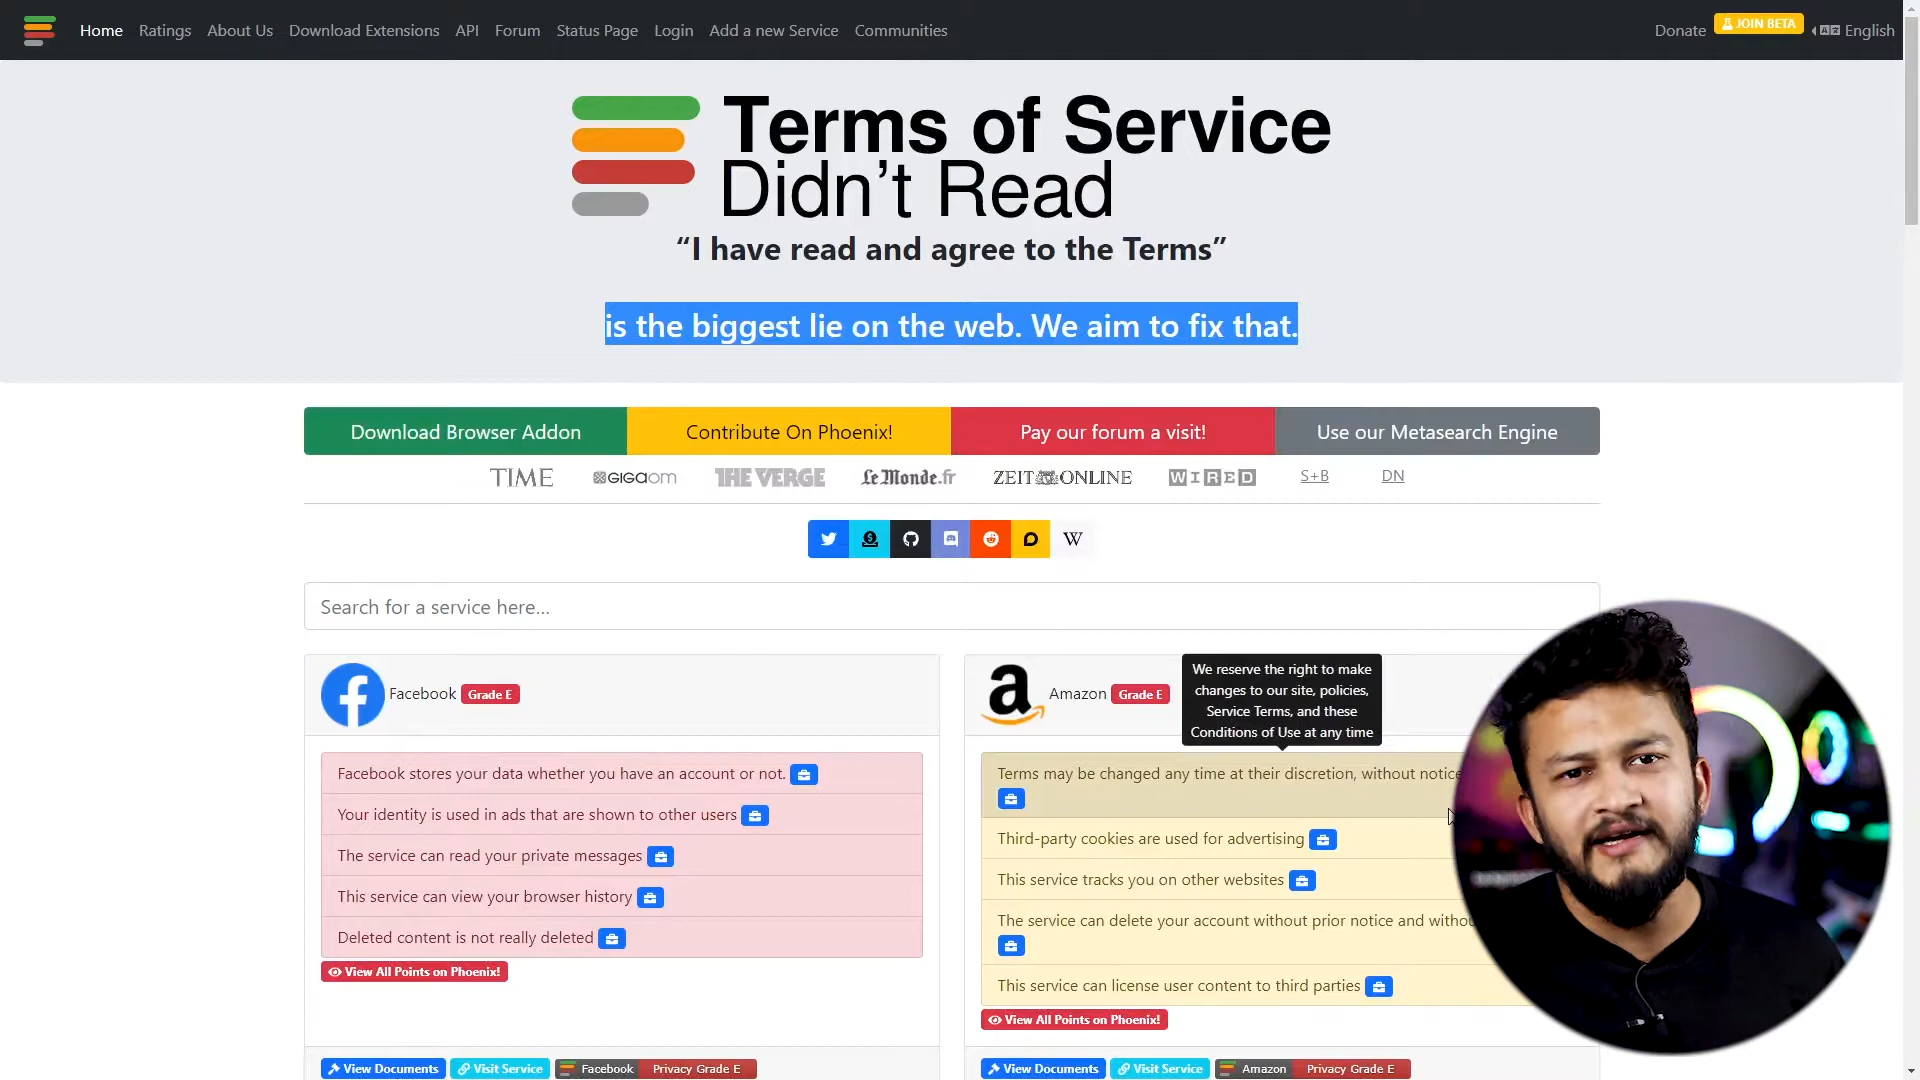 Home Ratings About Us Download Extensions API Forum Status Page Login Add a new Service Communities Donate JOIN BETA English
Terms of Service
Didn't Read
“I have read and agree to the Terms”
is the biggest lie on the web. We aim to fix that.
Download Browser Addon Contribute On Phoenix! Pay our forum a visit! Use our Metasearch Engine
TIME GIGAOM THE VERGE Le Monde.fr ZEIT ONLINE WIRED S+B DN
W
Search for a service here...
Facebook Grade E
Facebook stores your data whether you have an account or not.
Your identity is used in ads that are shown to other users
The service can read your private messages
This service can view your browser history
Deleted content is not really deleted
View All Points on Phoenix!
View Documents Visit Service Facebook Privacy Grade E
Amazon Grade E
We reserve the right to make
changes to our site, policies,
Service Terms, and these
Conditions of Use at any time
Terms may be changed any time at their discretion, without notice
Third-party cookies are used for advertising
This service tracks you on other websites
The service can delete your account without prior notice and
This service can license user content to third parties
View All Points on Phoenix!
View Documents Visit Service Amazon Privacy Grade E